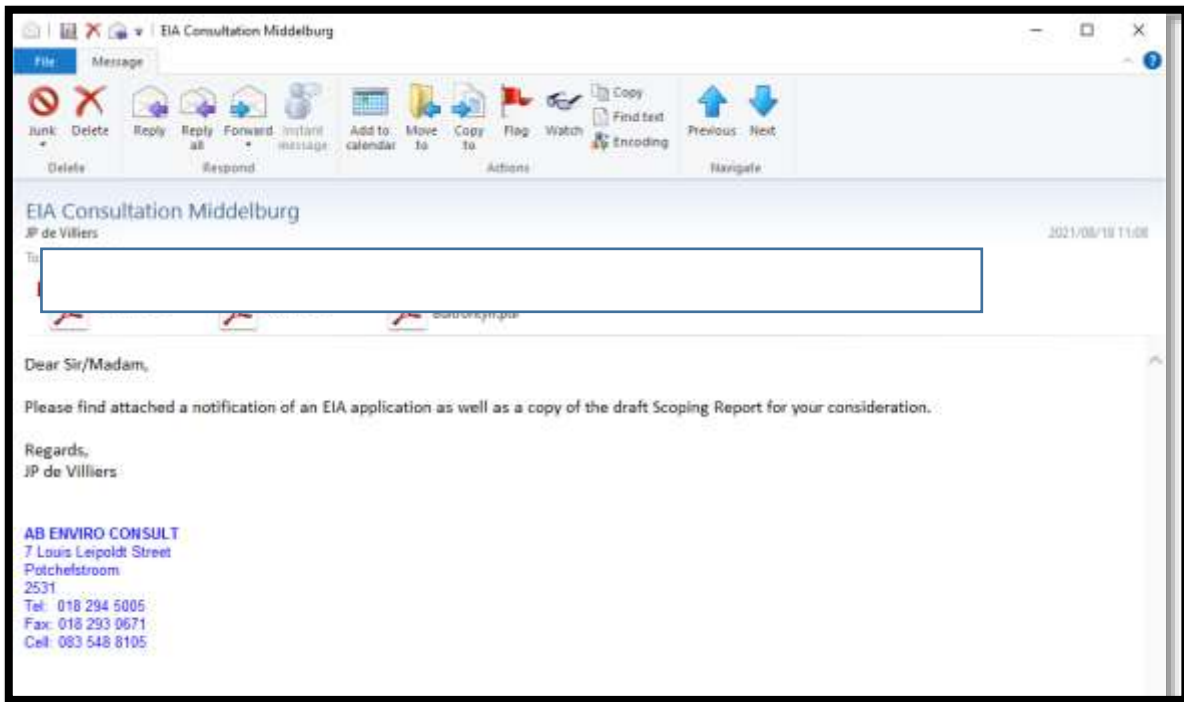 EIA Consultation Middelburg
File Message
Junk Delete Reply Reply all Forward Instant message Add to calendar Move to Copy to Flag Watch Copy
Find text
Encoding
Previous Next
Delete Respond Actions Navigate
EIA Consultation Middelburg
JP de Villiers
2021/08/18 11:08
To
Dear Sir/Madam,
Please find attached a notification of an EIA application as well as a copy of the draft Scoping Report for your consideration.
Regards,
JP de Villiers
AB ENVIRO CONSULT
7 Louis Leipoldt Street
Potchefstroom
2531
Tel: 018 294 5005
Fax: 018 293 0671
Cell: 083 548 8105